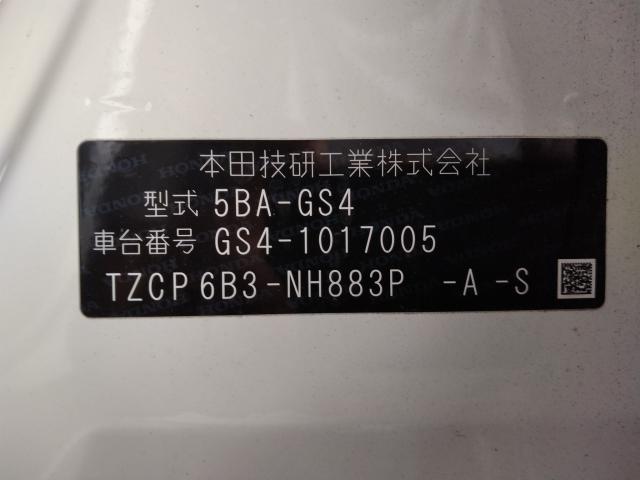 本田技研工業株式会社
型式 5BA-GS4
車台番号 GS4-1017005
TZCP 6B3-NH883P -A -S